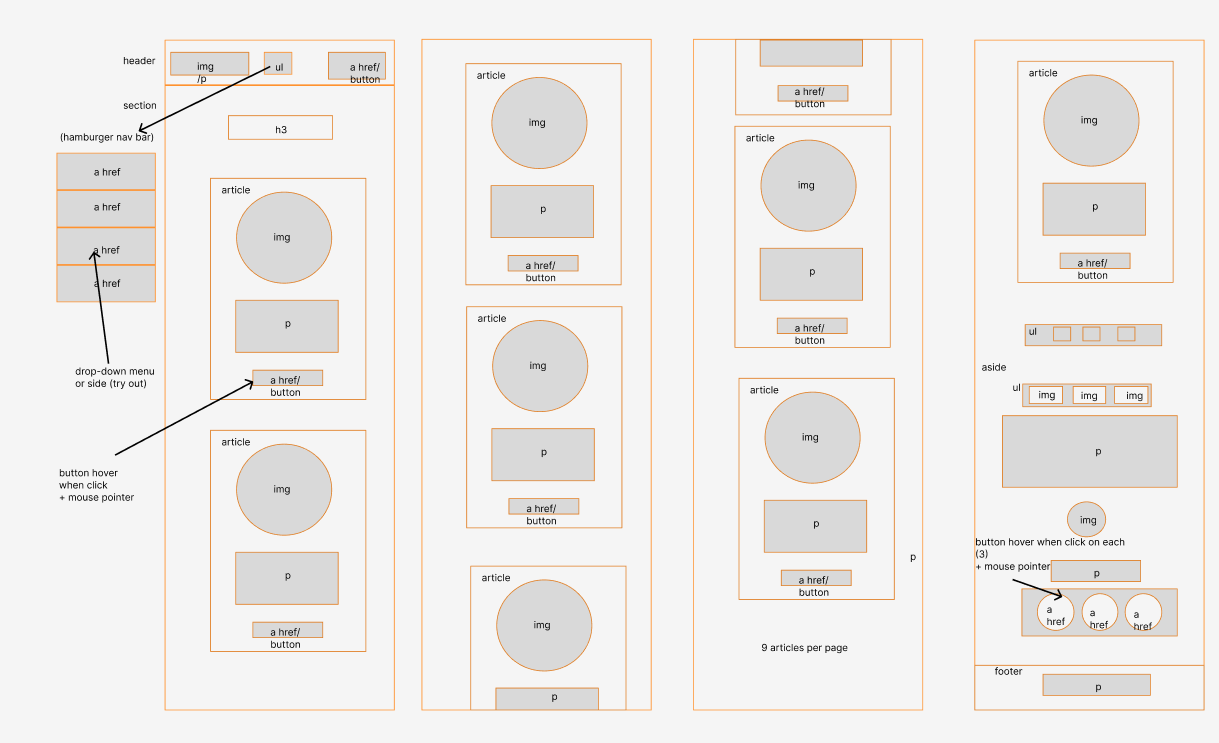 header
img
/p
ul
a href/
button
section
(hamburger nav bar)
h3
a href
a href
a href
a href
drop-down menu
or side (try out)
article
img
p
a href/
button
button hover
when click
+ mouse pointer
article
img
p
a href/
button
article
img
p
a href/
button
article
img
p
a href/
button
article
img
p
a href/
button
article
img
p
a href/
button
article
img
p
a href/
button
p
9 articles per page
article
img
p
a href/
button
ul
aside
ul
img
img
img
p
img
button hover when click on each
(3)
+ mouse pointer
p
a
href
a
href
a
href
footer
p